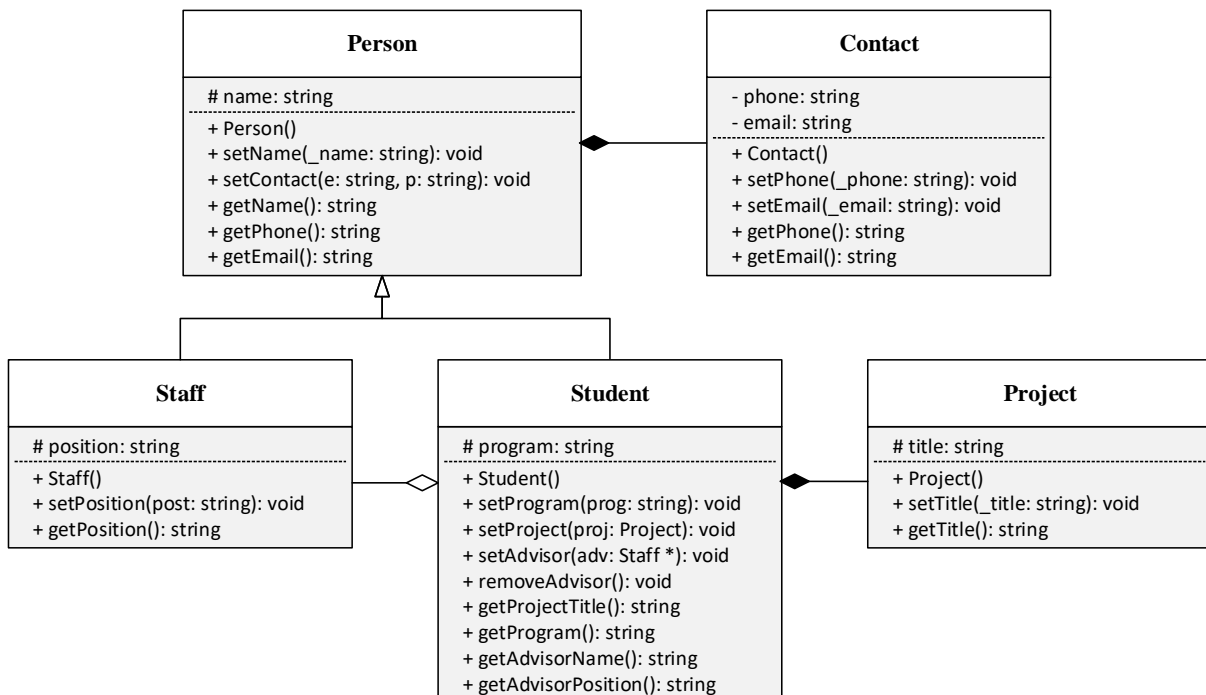 Person
# name: string
+ Person()
+ setName(_name: string): void
+ setContact(e: string, p: string): void
+ getName(): string
+ getPhone(): string
+ getEmail(): string
Contact
- phone: string
- email: string
+ Contact()
+ setPhone(_phone: string): void
+ setEmail(_email: string): void
+ getPhone(): string
+ getEmail(): string
Staff
# position: string
+ Staff()
+ setPosition(post: string): void
+ getPosition(): string
Student
# program: string
+ Student()
+ setProgram(prog: string): void
+ setProject(proj: Project): void
+ setAdvisor(adv: Staff *): void
+ removeAdvisor(): void
+ getProjectTitle(): string
+ getProgram(): string
+ getAdvisorName(): string
+ getAdvisorPosition(): string
Project
# title: string
+ Project()
+ setTitle(_title: string): void
+ getTitle(): string